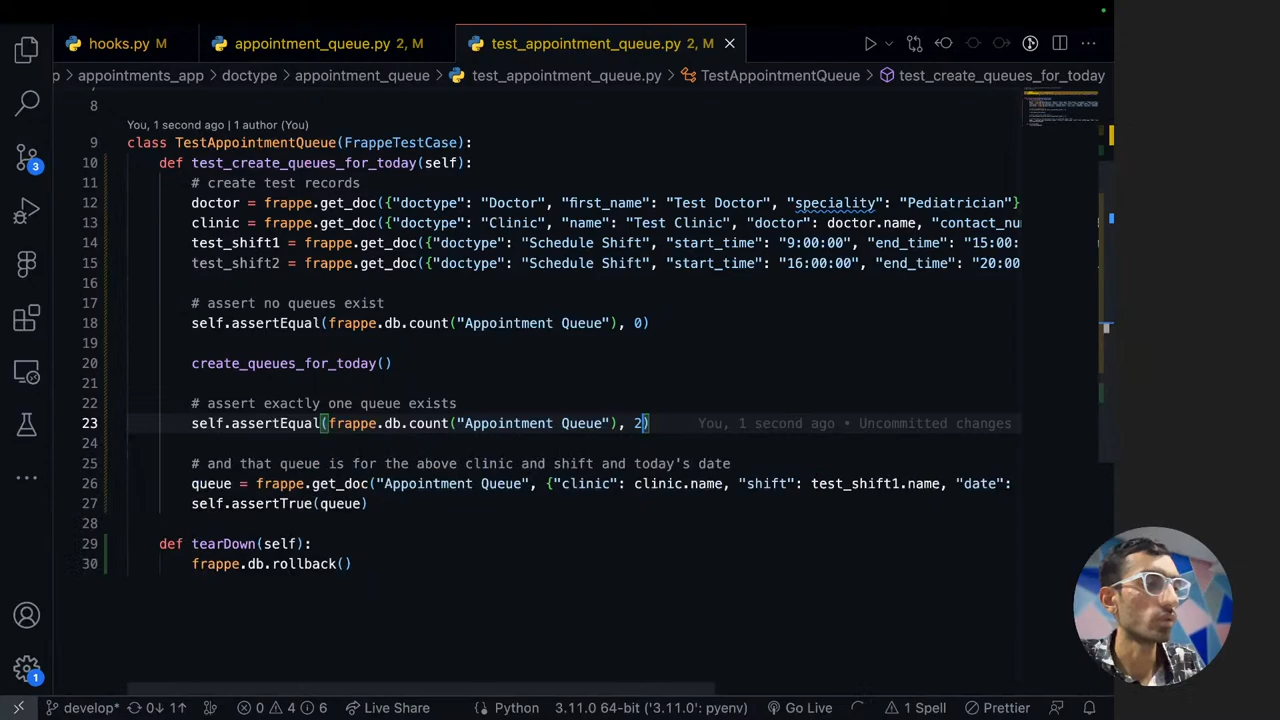 hooks.py M
appointment_queue.py 2, M
test_appointment_queue.py 2, M
p > appointments_app > doctype > appointment_queue > test_appointment_queue.py > TestAppointmentQueue > test_create_queues_for_today
8
You, 1 second ago | 1 author (You)
9 class TestAppointmentQueue(FrappeTestCase):
10 def test_create_queues_for_today(self):
11 # create test records
12 doctor = frappe.get_doc({"doctype": "Doctor", "first_name": "Test Doctor", "speciality": "Pediatrician"}
13 clinic = frappe.get_doc({"doctype": "Clinic", "name": "Test Clinic", "doctor": doctor.name, "contact_num
14 test_shift1 = frappe.get_doc({"doctype": "Schedule Shift", "start_time": "9:00:00", "end_time": "15:00:
15 test_shift2 = frappe.get_doc({"doctype": "Schedule Shift", "start_time": "16:00:00", "end_time": "20:00
16
17 # assert no queues exist
18 self.assertEqual(frappe.db.count("Appointment Queue"), 0)
19
20 create_queues_for_today()
21
22 # assert exactly one queue exists
23 self.assertEqual(frappe.db.count("Appointment Queue"), 2) You, 1 second ago • Uncommitted changes
24
25 # and that queue is for the above clinic and shift and today's date
26 queue = frappe.get_doc("Appointment Queue", {"clinic": clinic.name, "shift": test_shift1.name, "date":
27 self.assertTrue(queue)
28
29 def tearDown(self):
30 frappe.db.rollback()
3
1
develop* 0↓ 1↑ 0 4 6 Live Share Python 3.11.0 64-bit ('3.11.0': pyenv) Go Live 1 Spell Prettier